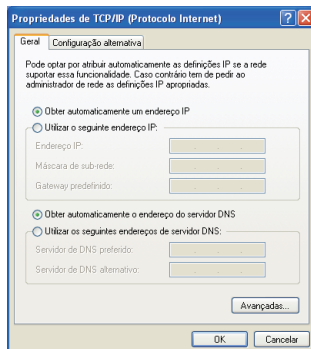 Propriedades de TCP/IP (Protocolo Internet)
Geral
Configuração alternativa
Pode optar por atribuir automaticamente as definições IP se a rede
suportar essa funcionalidade. Caso contrário tem de pedir ao
administrador de rede as definições IP apropriadas.
Obter automaticamente um endereço IP
Utilizar o seguinte endereço IP:
Endereço IP:
Máscara de sub-rede:
Gateway predefinido:
Obter automaticamente o endereço do servidor DNS
Utilizar os seguintes endereços de servidor DNS:
Servidor de DNS preferido:
Servidor de DNS alternativo:
Avançadas...
OK
Cancelar